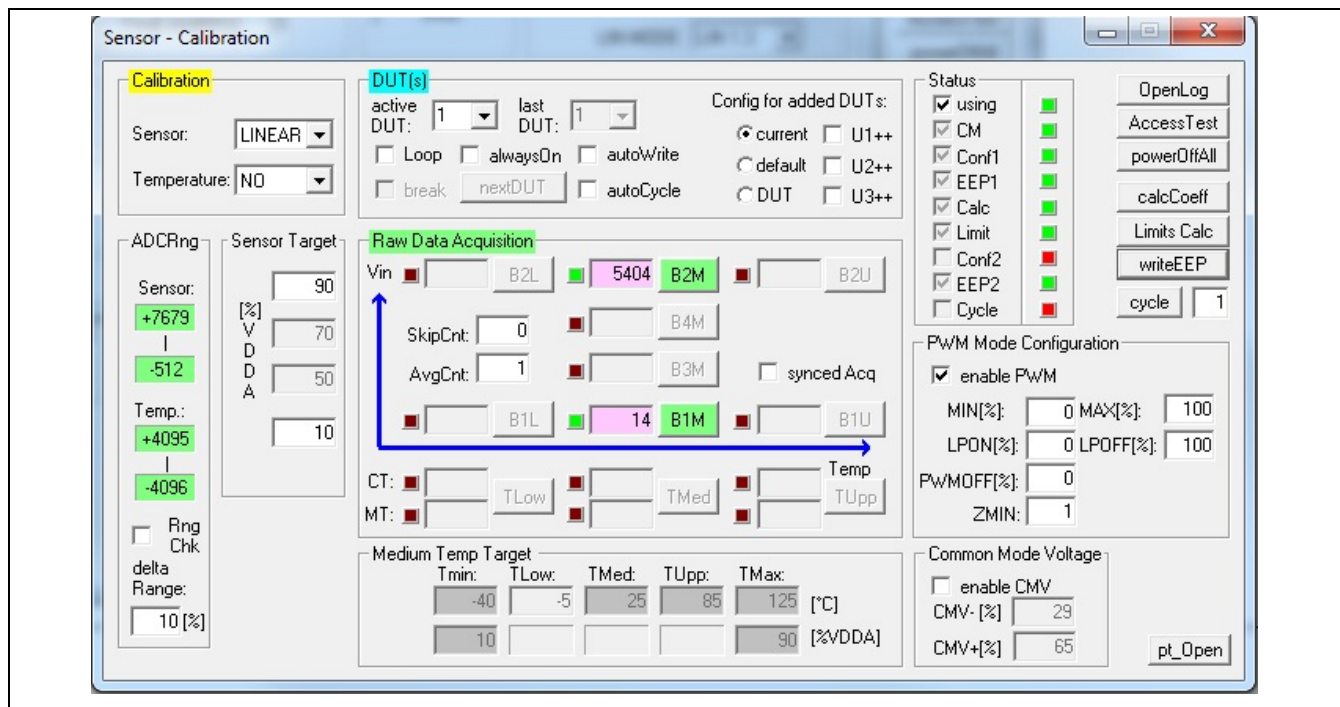 Sensor - Calibration
Calibration
Sensor: LINEAR
Temperature: NO
DUT(s)
active DUT: 1 last DUT: 1
Loop alwaysOn autoWrite
break nextDUT autoCycle
Config for added DUTs:
current U1++
default U2++
DUT U3++
Status
using
CM
Conf1
EEP1
Calc
Limit
Conf2
EEP2
Cycle
OpenLog
AccessTest
powerOffAll
calcCoeff
Limits Calc
writeEEP
cycle 1
ADCRng
Sensor:
+7679
|
-512
Temp.:
+4095
|
-4096
Rng
Chk
delta
Range:
10 [%]
Sensor Target
[%]
V
D
D
A
90
70
50
10
Raw Data Acquisition
Vin B2L 5404 B2M B2U
SkipCnt: 0 B4M
AvgCnt: 1 B3M synced Acq
B1L 14 B1M B1U
Temp
CT: TLow TMed TUpp
MT:
PWM Mode Configuration
enable PWM
MIN[%]: 0 MAX[%]: 100
LPON[%]: 0 LPOFF[%]: 100
PWMOFF[%]: 0
ZMIN: 1
Medium Temp Target
Tmin: TLow: TMed: TUpp: TMax:
-40 -5 25 85 125 [°C]
10 90 [%VDDA]
Common Mode Voltage
enable CMV
CMV- [%] 29
CMV+[%] 65
pt_Open